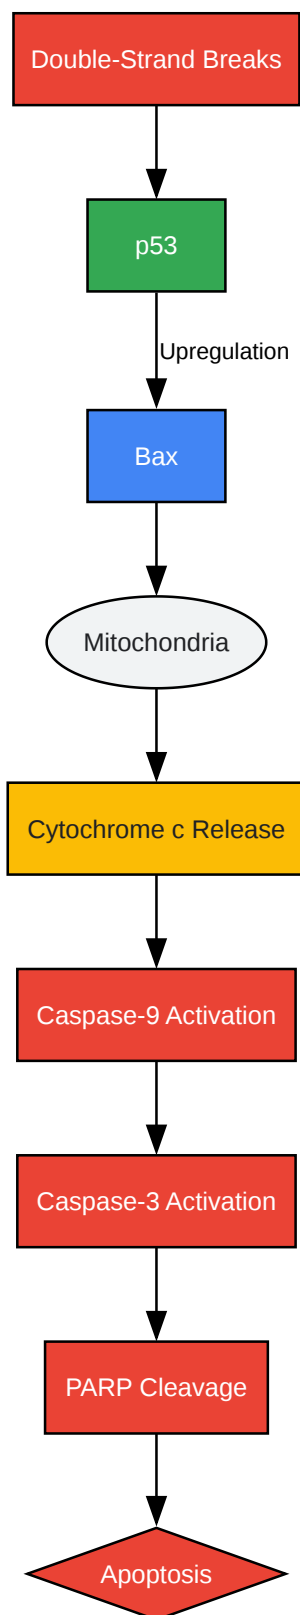 Double-Strand Breaks
p53
Upregulation
Bax
Mitochondria
Cytochrome c Release
Caspase-9 Activation
Caspase-3 Activation
PARP Cleavage
Apoptosis